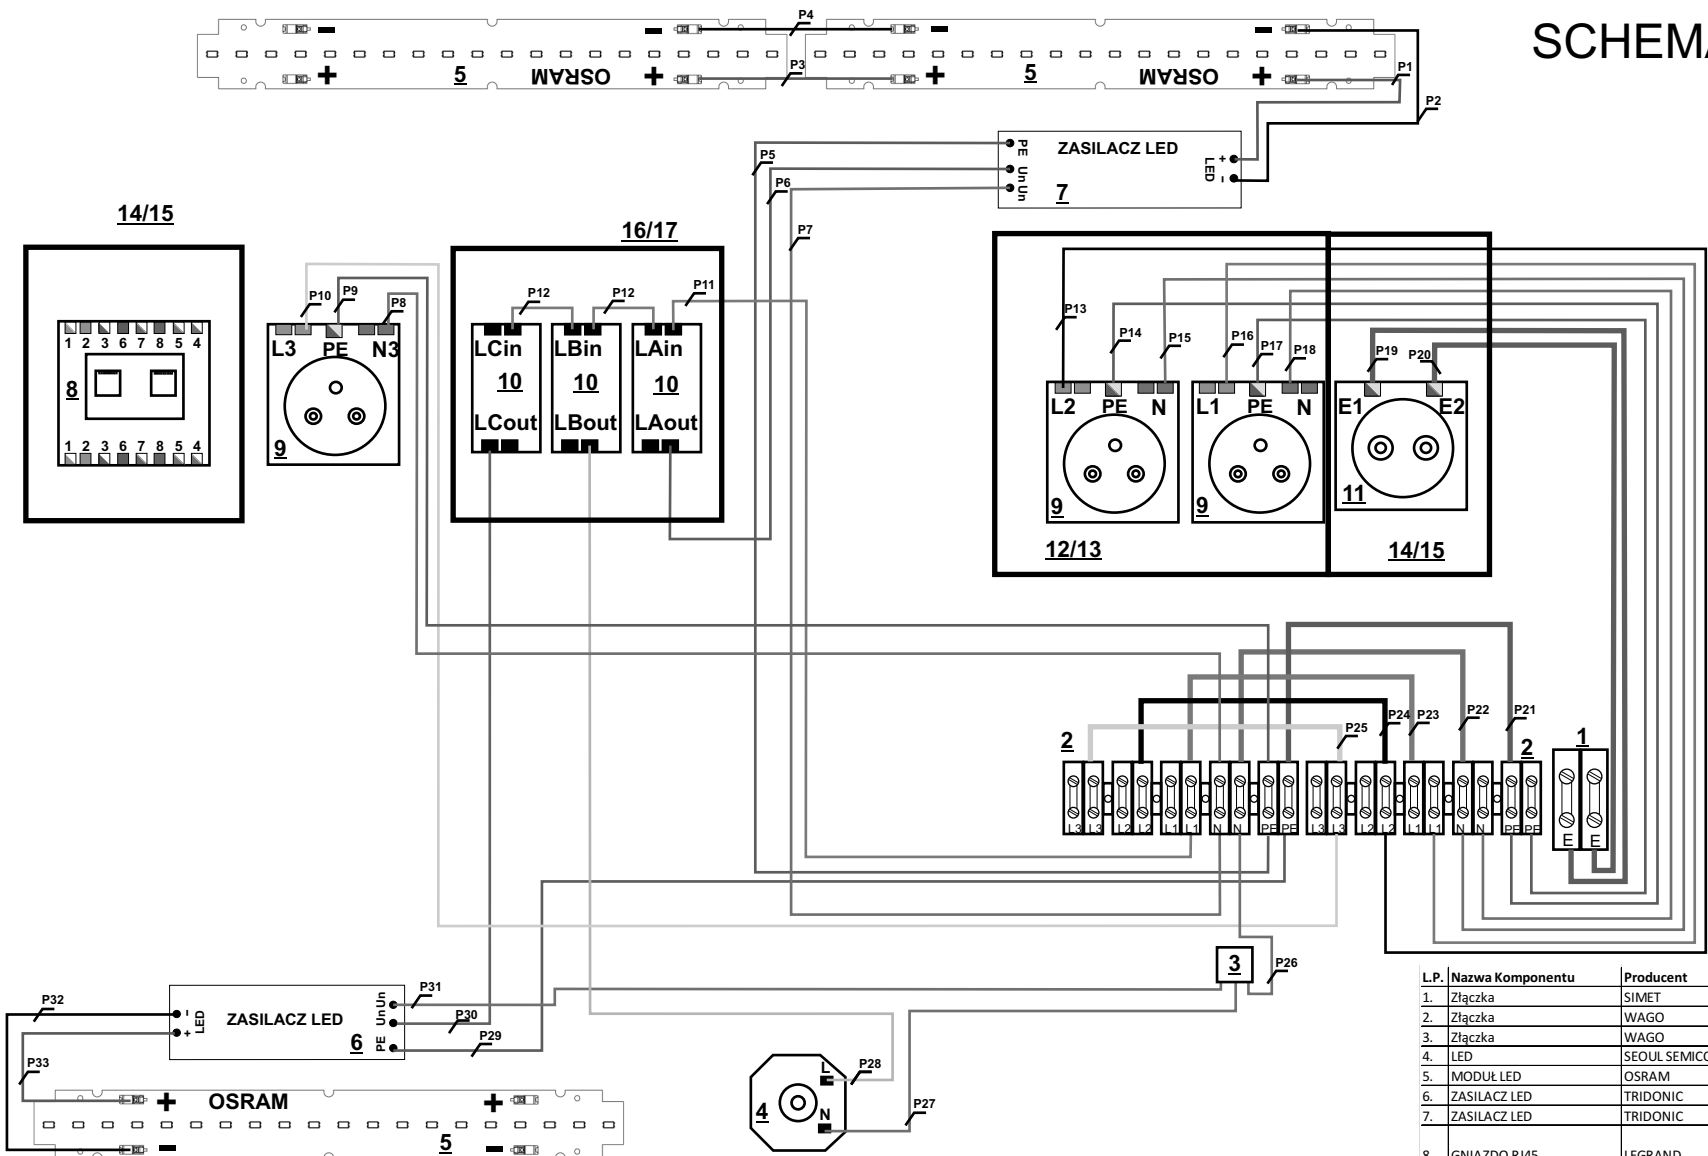 SCHEMA
P4
P3
5
OSRAM
5
OSRAM
P1
P2
PE
Un
Un
ZASILACZ LED
7
LED
+
-
P5
P6
P7
14/15
1 2 3 6 7 8 5 4
8
1 2 3 6 7 8 5 4
P10
P9
P8
L3
PE
N3
9
16/17
P12
P12
P11
LCin
LBin
LAin
10
10
10
LCout
LBout
LAout
P13
P14
P15
P16
P17
P18
P19
P20
L2
PE
N
L1
PE
N
E1
E2
9
9
11
12/13
14/15
P25
P24
P23
P22
P21
2
2
1
L3 L3 L2 L2 L1 L1 N N PE PE L3 L3 L2 L2 L1 L1 N N PE PE
E E
3
P26
P32
P33
-
+
LED
ZASILACZ LED
6
Un
Un
PE
P31
P30
P29
OSRAM
5
4
L
N
P28
P27
L.P. Nazwa Komponentu Producent
1. Złączka SIMET
2. Złączka WAGO
3. Złączka WAGO
4. LED SEOUL SEMICO
5. MODUŁ LED OSRAM
6. ZASILACZ LED TRIDONIC
7. ZASILACZ LED TRIDONIC
8. GNIAZDO RJ45 LEGRAND